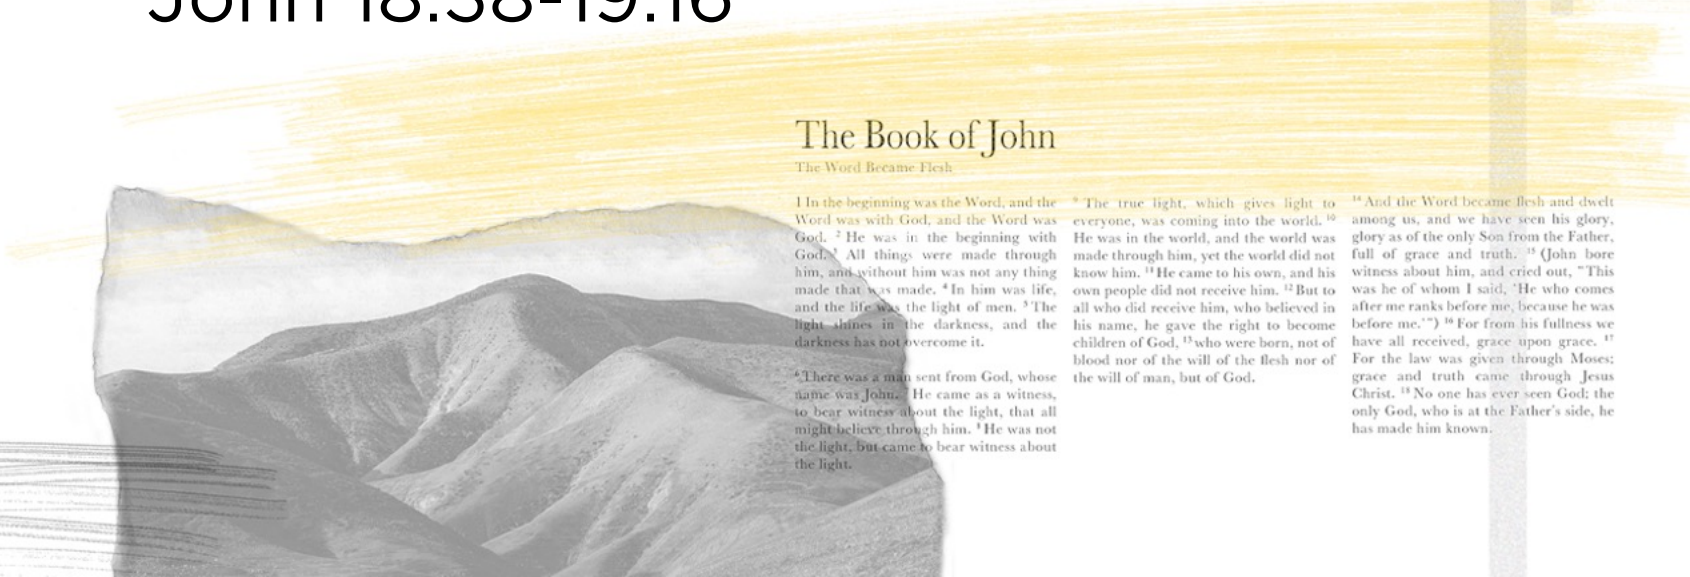 John 18:38-19:16
The Book of John
The Word Became Flesh
1 In the beginning was the Word, and the
Word was with God, and the Word was
God. 2 He was in the beginning with
God. 3 All things were made through
him, and without him was not any thing
made that was made. 4 In him was life,
and the life was the light of men. 5 The
light shines in the darkness, and the
darkness has not overcome it.
6 There was a man sent from God, whose
name was John. 7 He came as a witness,
to bear witness about the light, that all
might believe through him. 8 He was not
the light, but came to bear witness about
the light.
9 The true light, which gives light to
everyone, was coming into the world. 10
He was in the world, and the world was
made through him, yet the world did not
know him. 11 He came to his own, and his
own people did not receive him. 12 But to
all who did receive him, who believed in
his name, he gave the right to become
children of God, 13 who were born, not of
blood nor of the will of the flesh nor of
the will of man, but of God.
14 And the Word became flesh and dwelt
among us, and we have seen his glory,
glory as of the only Son from the Father,
full of grace and truth. 15 (John bore
witness about him, and cried out, "This
was he of whom I said, 'He who comes
after me ranks before me, because he was
before me.'") 16 For from his fullness we
have all received, grace upon grace. 17
For the law was given through Moses;
grace and truth came through Jesus
Christ. 18 No one has ever seen God; the
only God, who is at the Father's side, he
has made him known.